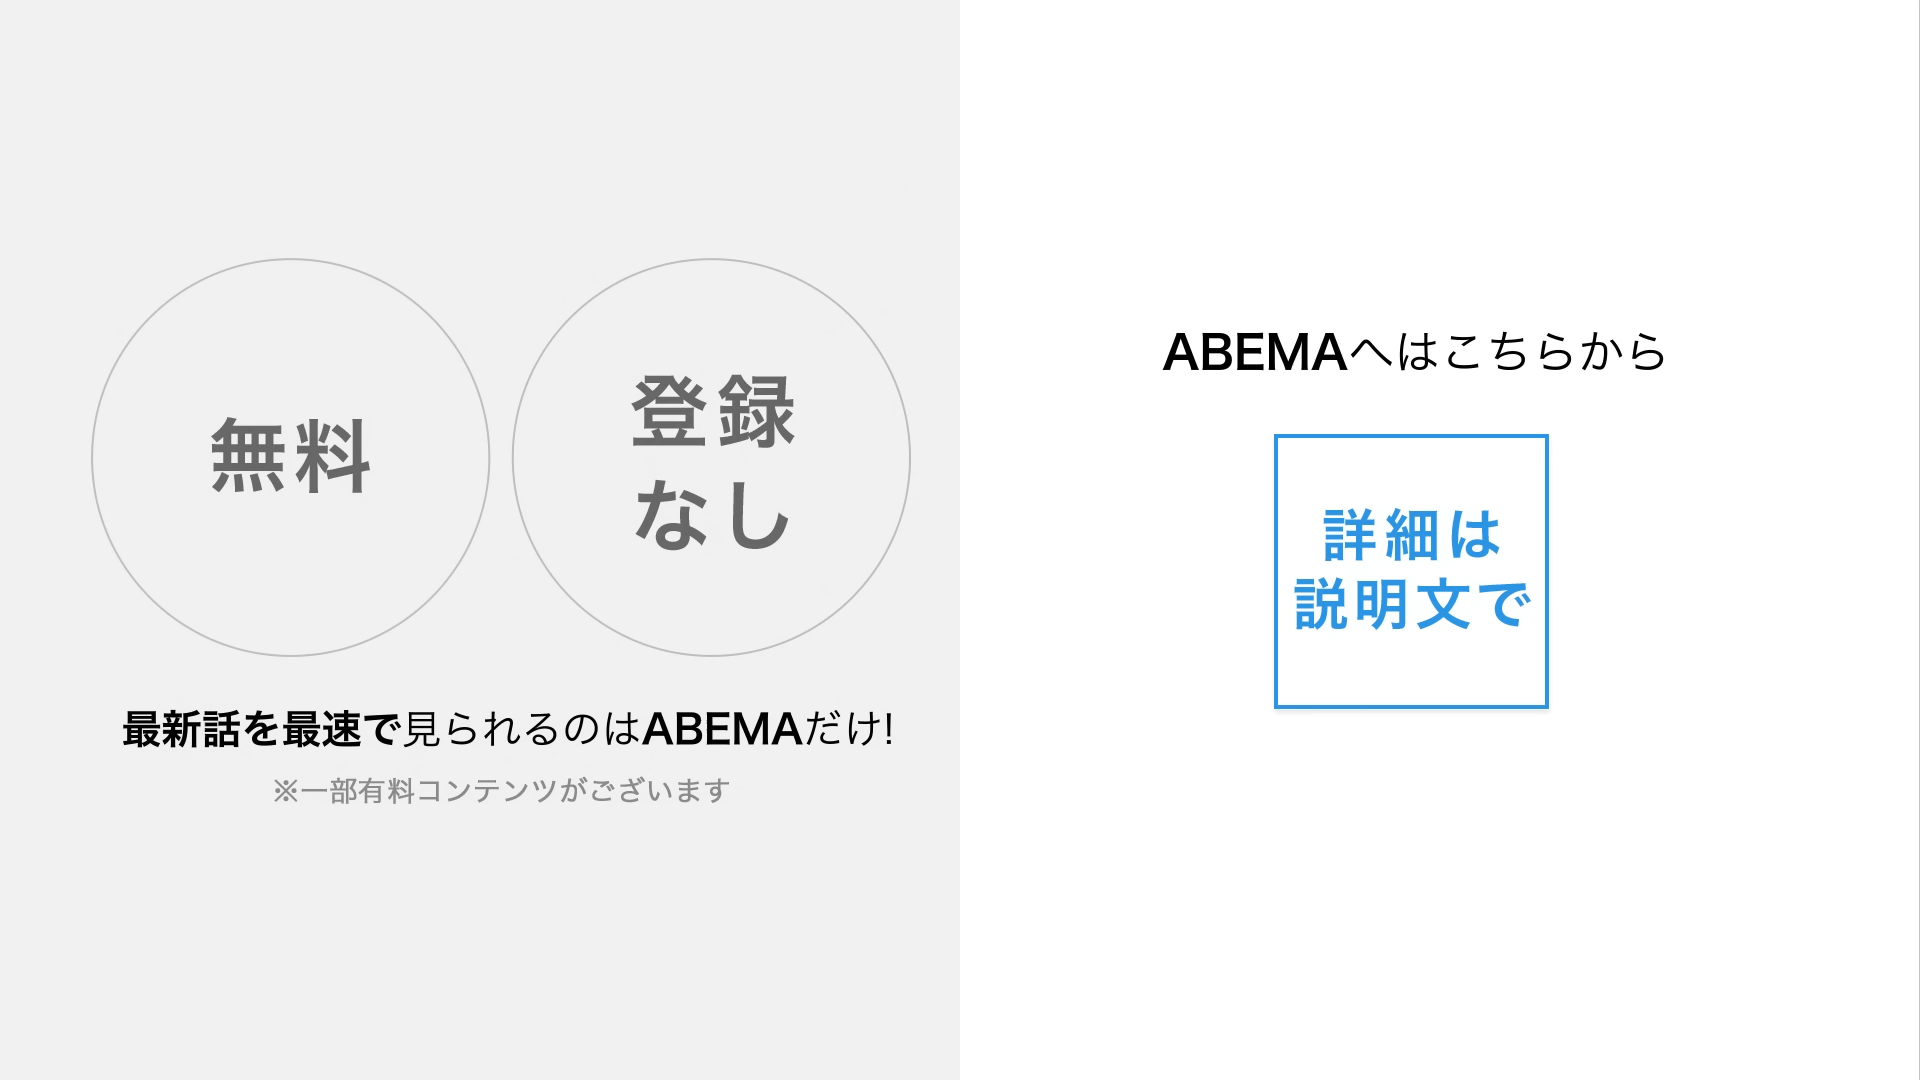 無料
登録
なし
最新話を最速で見られるのはABEMAだけ!
※一部有料コンテンツがございます
ABEMAへはこちらから
詳細は
説明文で